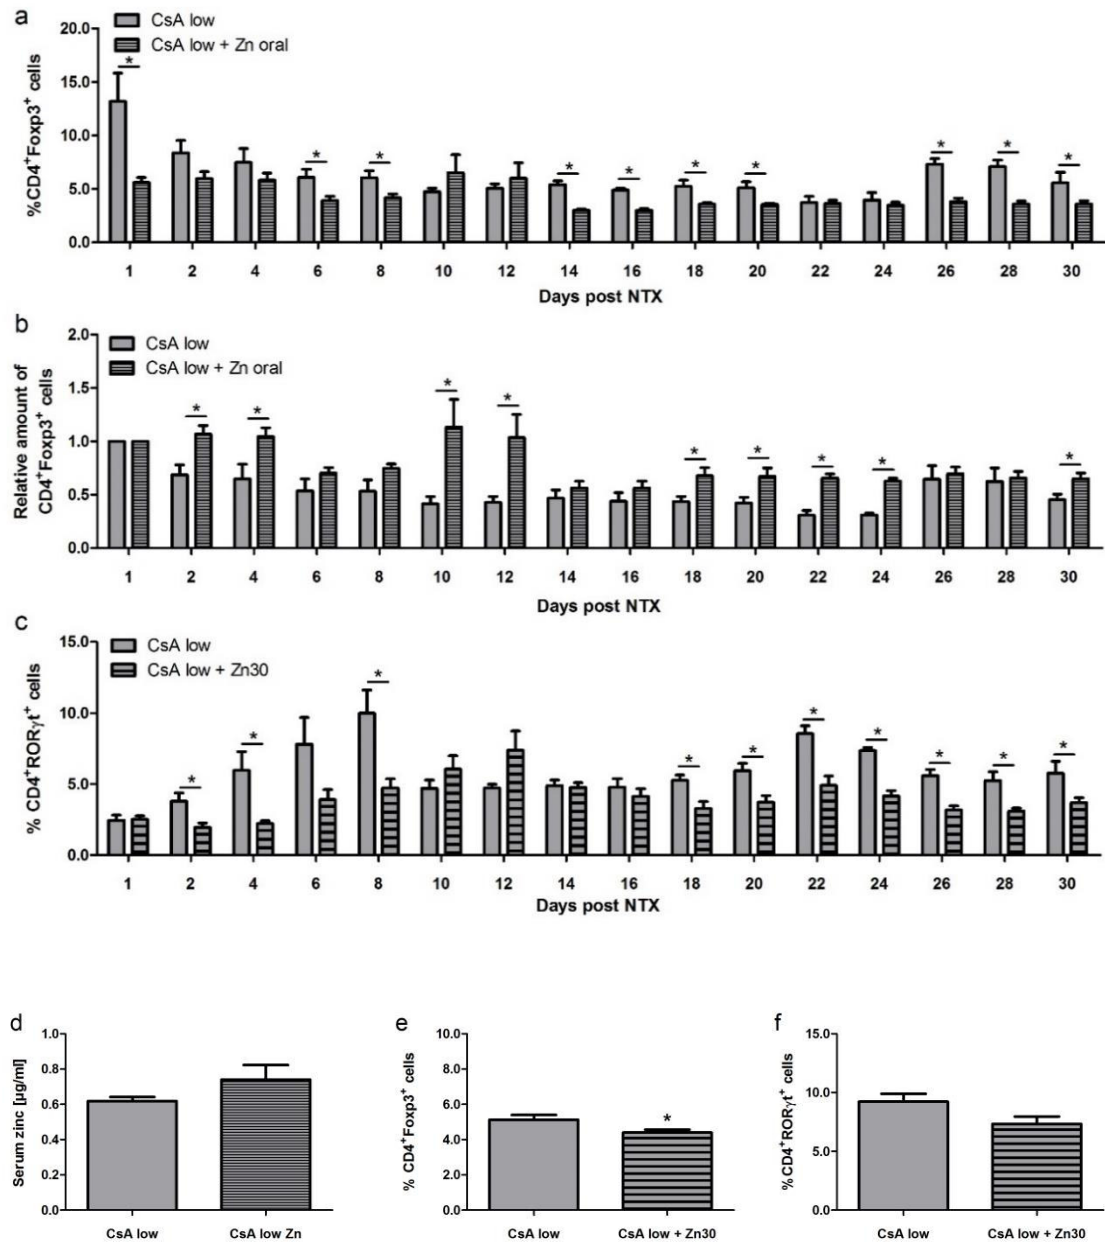 a
20.0
CsA low
CsA low + Zn oral
15.0
10.0
5.0
0.0
%CD4+Foxp3+ cells
* * * * * * * * * *
1 2 4 6 8 10 12 14 16 18 20 22 24 26 28 30
Days post NTX
b
2.0
CsA low
CsA low + Zn oral
1.5
1.0
0.5
0.0
Relative amount of
CD4+Foxp3+ cells
* * * * * * * * *
1 2 4 6 8 10 12 14 16 18 20 22 24 26 28 30
Days post NTX
c
15.0
CsA low
CsA low + Zn30
10.0
5.0
0.0
% CD4+RORγt+ cells
* * * * * * * * * *
1 2 4 6 8 10 12 14 16 18 20 22 24 26 28 30
Days post NTX
d
1.0
0.8
0.6
0.4
0.2
0.0
Serum zinc [µg/ml]
CsA low CsA low Zn
e
10.0
8.0
6.0
4.0
2.0
0.0
% CD4+Foxp3+ cells
*
CsA low CsA low + Zn30
f
15.0
10.0
5.0
0.0
% CD4+RORγt+ cells
CsA low CsA low + Zn30